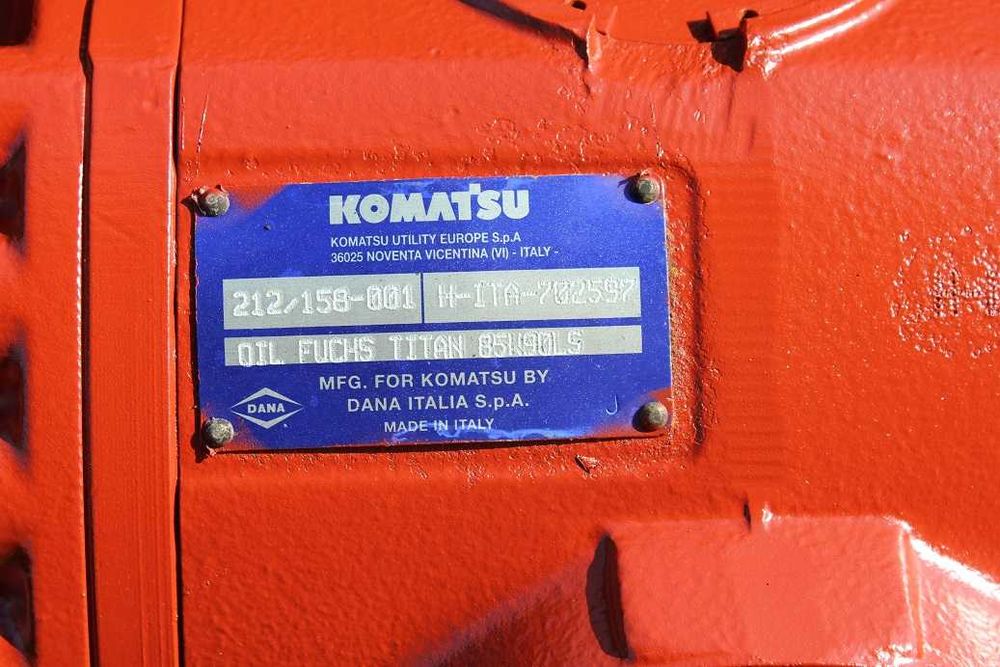 KOMATSU
KOMATSU UTILITY EUROPE S.p.A
36025 NOVENTA VICENTINA (VI) - ITALY -
212/158-001 H-ITA-702597
OIL FUCHS TITAN 85W90LS
MFG. FOR KOMATSU BY
DANA ITALIA S.p.A.
DANA
MADE IN ITALY